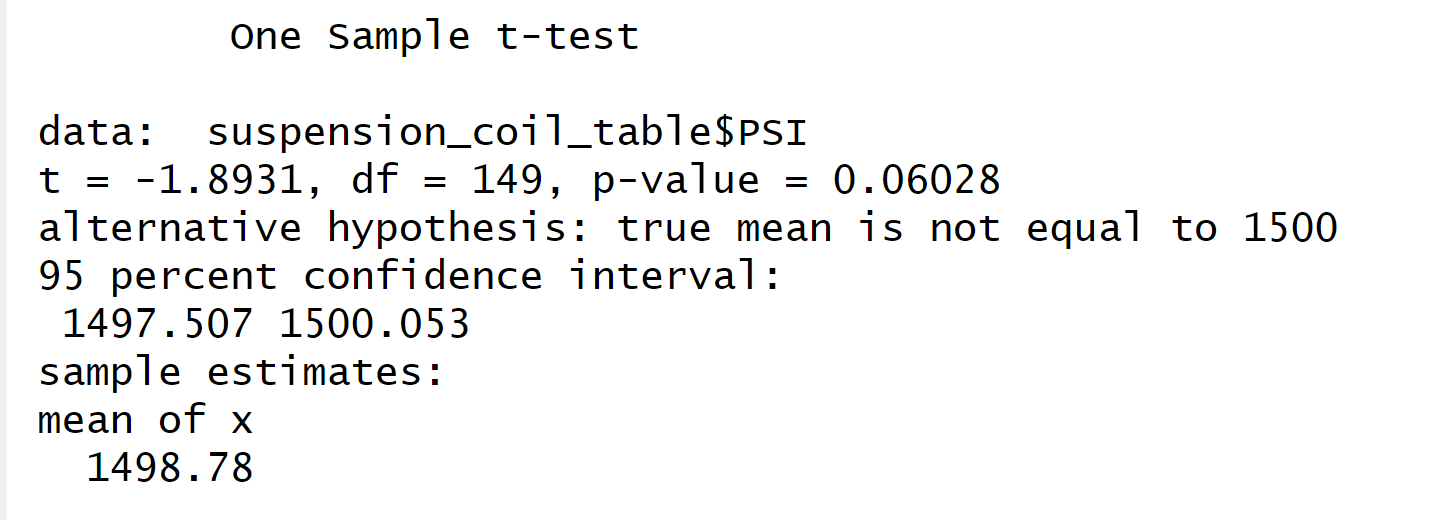 One Sample t-test
data:  suspension_coil_table$PSI
t = -1.8931, df = 149, p-value = 0.06028
alternative hypothesis: true mean is not equal to 1500
95 percent confidence interval:
1497.507 1500.053
sample estimates:
mean of x
1498.78